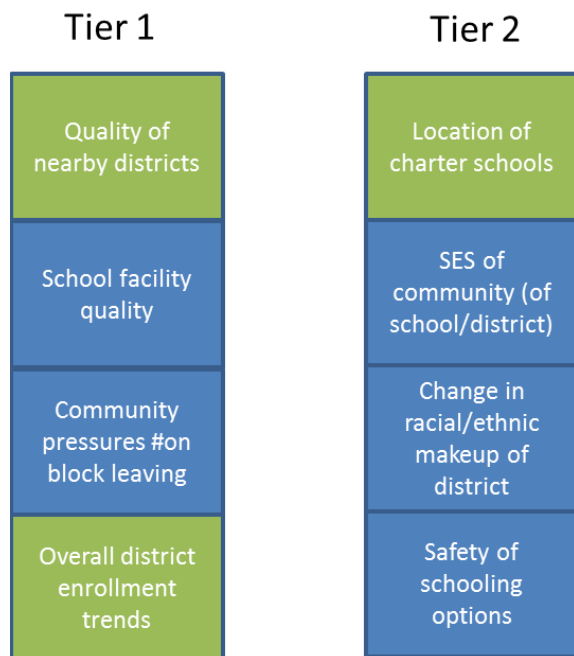 Tier 1
Quality of
nearby districts
School facility
quality
Community
pressures #on
block leaving
Overall district
enrollment
trends
Tier 2
Location of
charter schools
SES of
community (of
school/district)
Change in
racial/ethnic
makeup of
district
Safety of
schooling
options